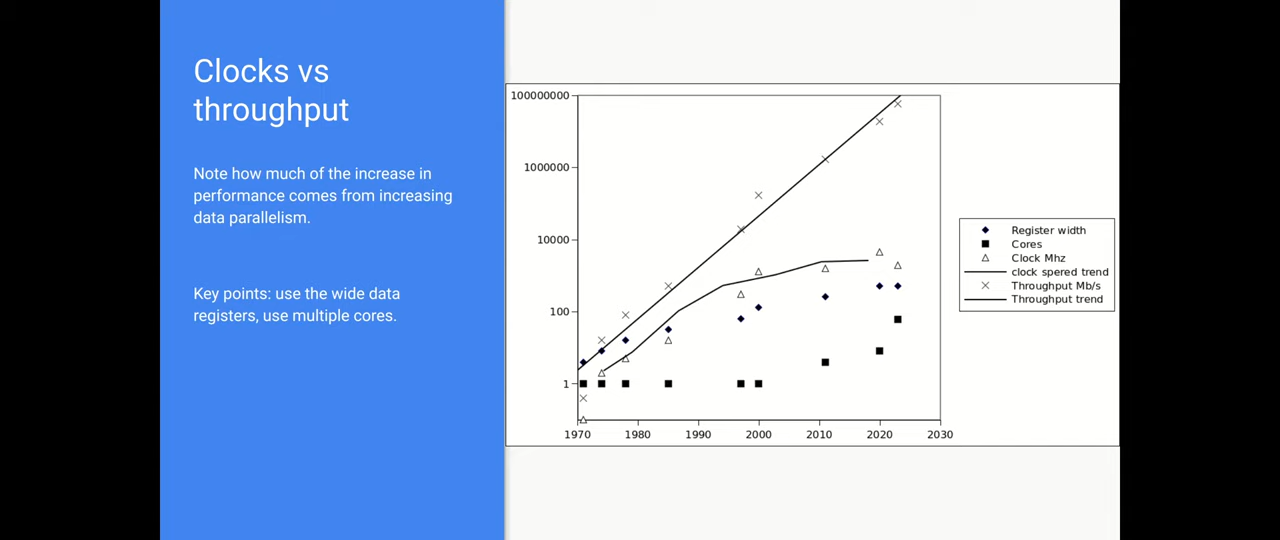 Clocks vs
throughput
Note how much of the increase in
performance comes from increasing
data parallelism.
Key points: use the wide data
registers, use multiple cores.
100000000
1000000
10000
100
1
1970 1980 1990 2000 2010 2020 2030
Register width
Cores
Clock Mhz
clock spered trend
Throughput Mb/s
Throughput trend